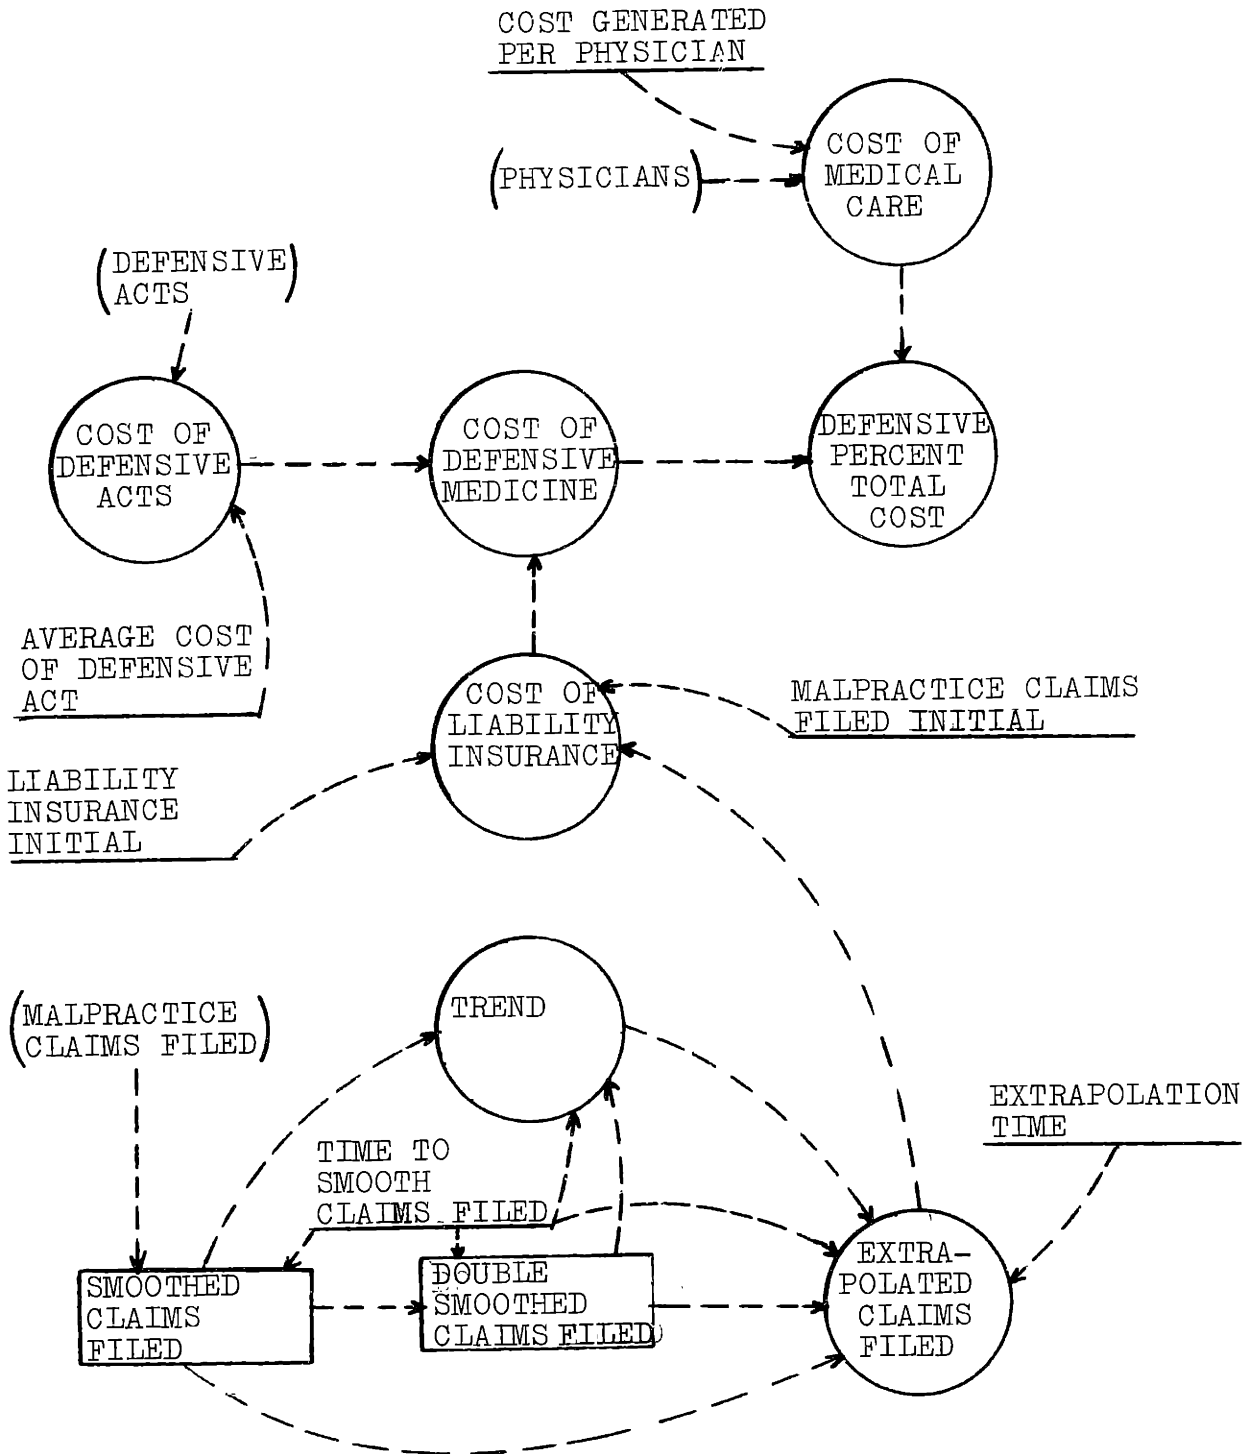 COST GENERATED
PER PHYSICIAN
COST OF
MEDICAL
CARE
(PHYSICIANS)
(DEFENSIVE
ACTS)
COST OF
DEFENSIVE
ACTS
COST OF
DEFENSIVE
MEDICINE
DEFENSIVE
PERCENT
TOTAL
COST
AVERAGE COST
OF DEFENSIVE
ACT
COST OF
LIABILITY
INSURANCE
MALPRACTICE CLAIMS
FILED INITIAL
LIABILITY
INSURANCE
INITIAL
TREND
(MALPRACTICE
CLAIMS FILED)
EXTRAPOLATION
TIME
TIME TO
SMOOTH
CLAIMS FILED
SMOOTHED
CLAIMS
FILED
DOUBLE
SMOOTHED
CLAIMS FILED
EXTRA-
POLATED
CLAIMS
FILED